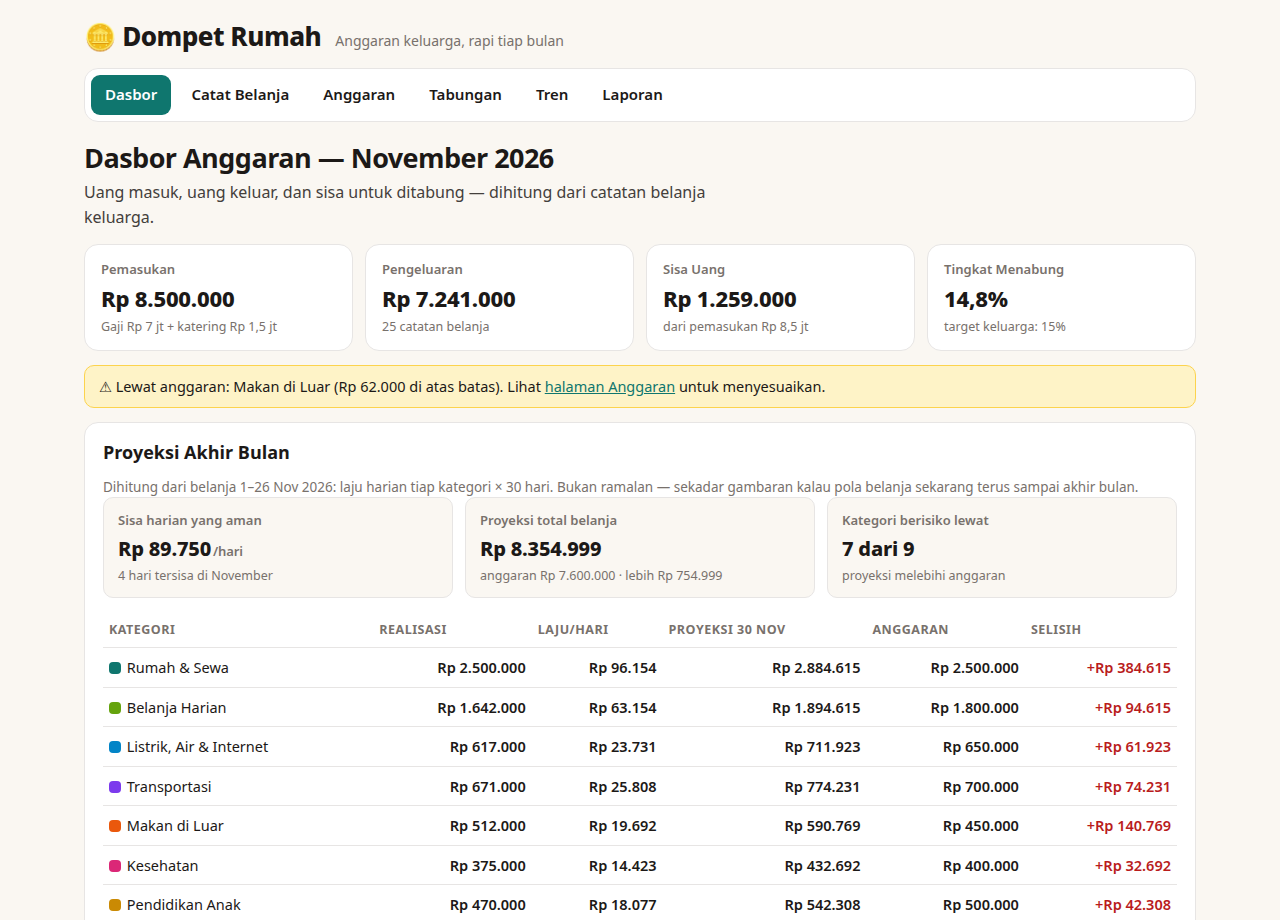 Dompet Rumah Anggaran keluarga, rapi tiap bulan
Dasbor Catat Belanja Anggaran Tabungan Tren Laporan
Dasbor Anggaran — November 2026
Uang masuk, uang keluar, dan sisa untuk ditabung — dihitung dari catatan belanja
keluarga.
Pemasukan
Rp 8.500.000
Gaji Rp 7 jt + katering Rp 1,5 jt
Pengeluaran
Rp 7.241.000
25 catatan belanja
Sisa Uang
Rp 1.259.000
dari pemasukan Rp 8,5 jt
Tingkat Menabung
14,8%
target keluarga: 15%
⚠ Lewat anggaran: Makan di Luar (Rp 62.000 di atas batas). Lihat halaman Anggaran untuk menyesuaikan.
Proyeksi Akhir Bulan
Dihitung dari belanja 1–26 Nov 2026: laju harian tiap kategori × 30 hari. Bukan ramalan — sekadar gambaran kalau pola belanja sekarang terus sampai akhir bulan.
Sisa harian yang aman
Rp 89.750/hari
4 hari tersisa di November
Proyeksi total belanja
Rp 8.354.999
anggaran Rp 7.600.000 · lebih Rp 754.999
Kategori berisiko lewat
7 dari 9
proyeksi melebihi anggaran
KATEGORI REALISASI LAJU/HARI PROYEKSI 30 NOV ANGGARAN SELISIH
Rumah & Sewa Rp 2.500.000 Rp 96.154 Rp 2.884.615 Rp 2.500.000 +Rp 384.615
Belanja Harian Rp 1.642.000 Rp 63.154 Rp 1.894.615 Rp 1.800.000 +Rp 94.615
Listrik, Air & Internet Rp 617.000 Rp 23.731 Rp 711.923 Rp 650.000 +Rp 61.923
Transportasi Rp 671.000 Rp 25.808 Rp 774.231 Rp 700.000 +Rp 74.231
Makan di Luar Rp 512.000 Rp 19.692 Rp 590.769 Rp 450.000 +Rp 140.769
Kesehatan Rp 375.000 Rp 14.423 Rp 432.692 Rp 400.000 +Rp 32.692
Pendidikan Anak Rp 470.000 Rp 18.077 Rp 542.308 Rp 500.000 +Rp 42.308